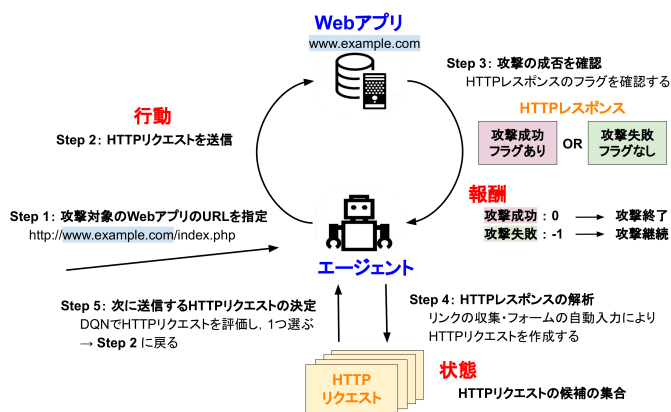 Webアプリ
www.example.com
Step 3： 攻撃の成否を確認
HTTPレスポンスのフラグを確認する
HTTPレスポンス
攻撃成功
フラグあり
OR
攻撃失敗
フラグなし
行動
Step 2： HTTPリクエストを送信
報酬
攻撃成功 : 0 攻撃終了
攻撃失敗 : -1 攻撃継続
Step 1： 攻撃対象のWebアプリのURLを指定
http://www.example.com/index.php
エージェント
Step 5： 次に送信するHTTPリクエストの決定
DQNでHTTPリクエストを評価し，1つ選ぶ
→ Step 2 に戻る
Step 4： HTTPレスポンスの解析
リンクの収集・フォームの自動入力により
HTTPリクエストを作成する
HTTP
リクエスト
状態
HTTPリクエストの候補の集合